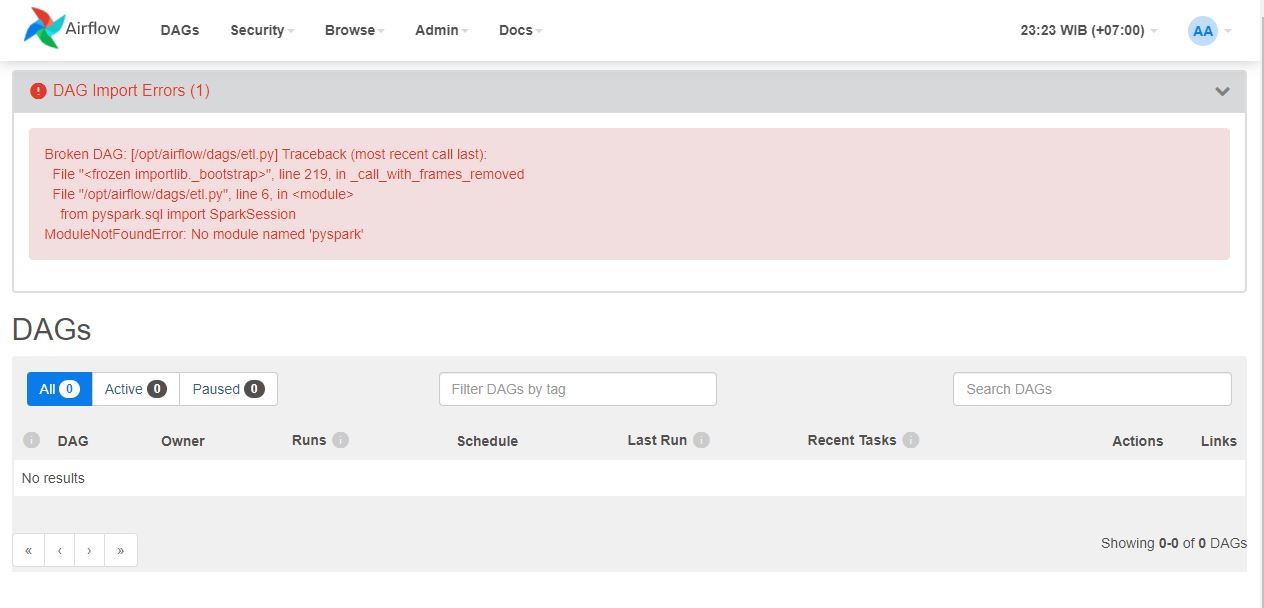 Airflow DAGs Security Browse Admin Docs 23:23 WIB (+07:00) AA
DAG Import Errors (1)
Broken DAG: [/opt/airflow/dags/etl.py] Traceback (most recent call last):
File "<frozen importlib._bootstrap>", line 219, in _call_with_frames_removed
File "/opt/airflow/dags/etl.py", line 6, in <module>
from pyspark.sql import SparkSession
ModuleNotFoundError: No module named 'pyspark'
DAGs
All 0 Active 0 Paused 0 Filter DAGs by tag Search DAGs
i DAG Owner Runs i Schedule Last Run i Recent Tasks i Actions Links
No results
« ‹ › » Showing 0-0 of 0 DAGs